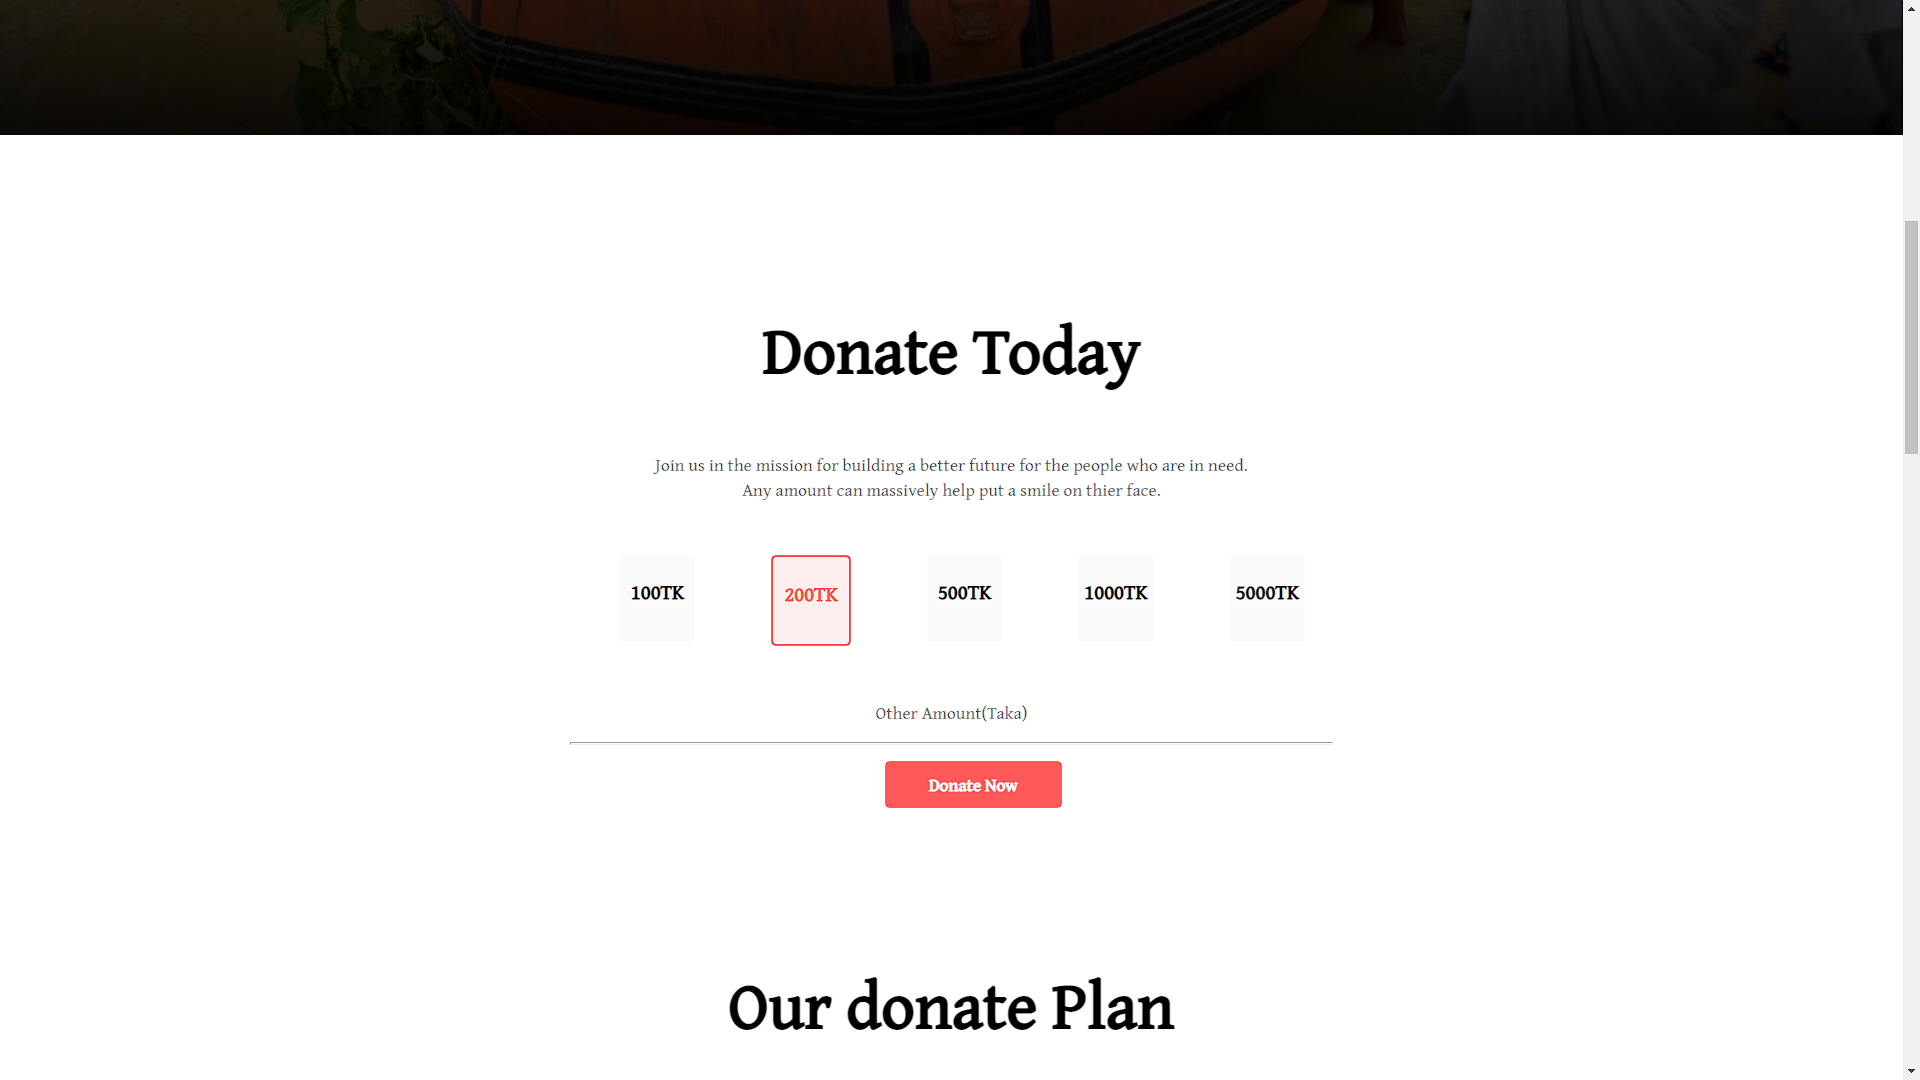 Donate Today
Join us in the mission for building a better future for the people who are in need.
Any amount can massively help put a smile on thier face.
100TK 200TK 500TK 1000TK 5000TK
Other Amount(Taka)
Donate Now
Our donate Plan